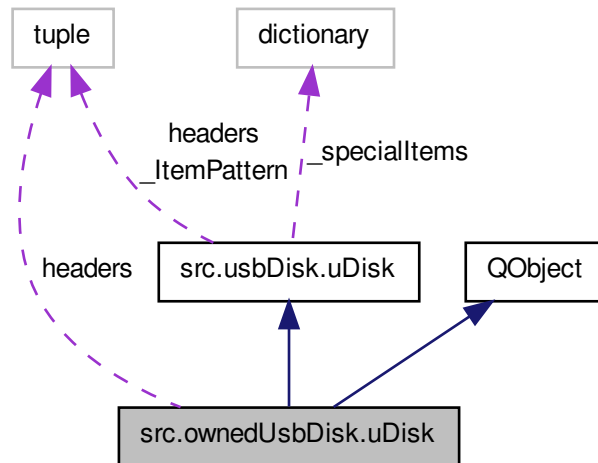 tuple
dictionary
headers
_ItemPattern
_specialItems
headers
src.usbDisk.uDisk
QObject
src.ownedUsbDisk.uDisk